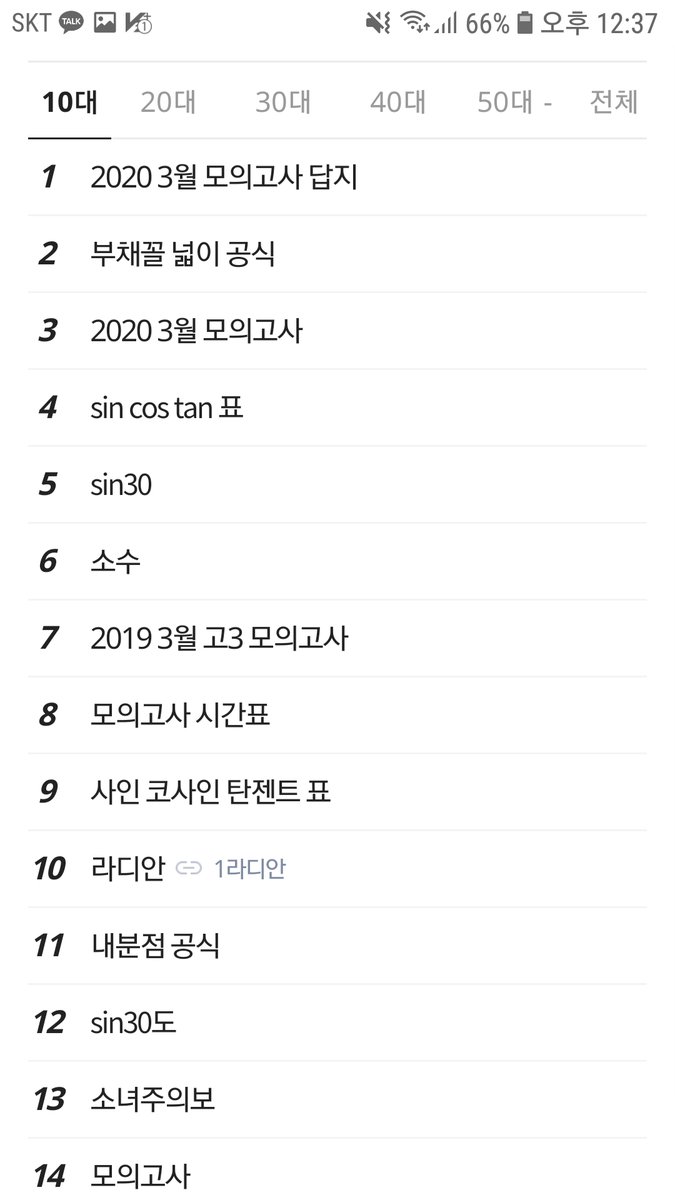 SKT TALK 66% 오후 12:37
10대 20대 30대 40대 50대 - 전체
1 2020 3월 모의고사 답지
2 부채꼴 넓이 공식
3 2020 3월 모의고사
4 sin cos tan 표
5 sin30
6 소수
7 2019 3월 고3 모의고사
8 모의고사 시간표
9 사인 코사인 탄젠트 표
10 라디안 1라디안
11 내분점 공식
12 sin30도
13 소녀주의보
14 모의고사